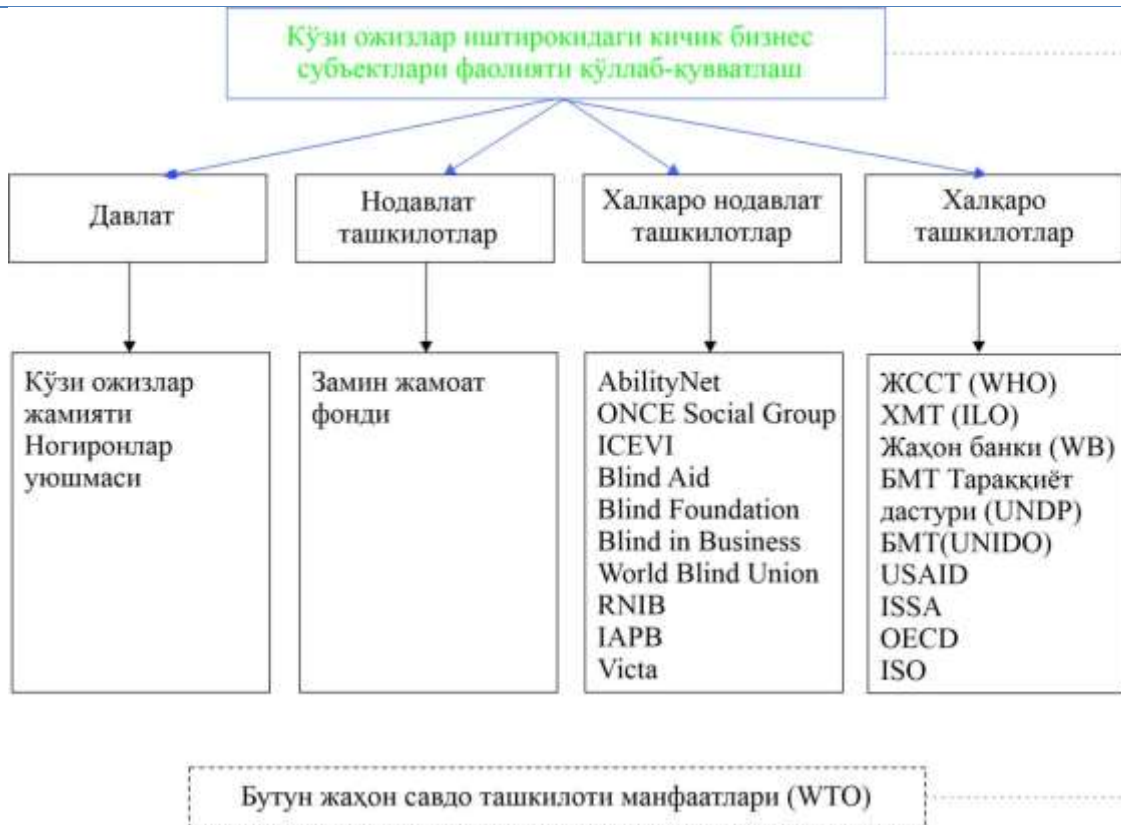 Кўзи ожизлар иштирокидаги кичик бизнес
субъектлари фаолияти қўллаб-қувватлаш
Давлат
Нодавлат
ташкилотлар
Халқаро нодавлат
ташкилотлар
Халқаро
ташкилотлар
Кўзи ожизлар
жамияти
Ногиронлар
уюшмаси
Замин жамоат
фонди
AbilityNet
ONCE Social Group
ICEVI
Blind Aid
Blind Foundation
Blind in Business
World Blind Union
RNIB
IAPB
Victa
ЖССТ (WHO)
ХМТ (ILO)
Жаҳон банки (WB)
БМТ Тараққиёт
дастури (UNDP)
БМТ(UNIDO)
USAID
ISSA
OECD
ISO
Бутун жаҳон савдо ташкилоти манфаатлари (WTO)